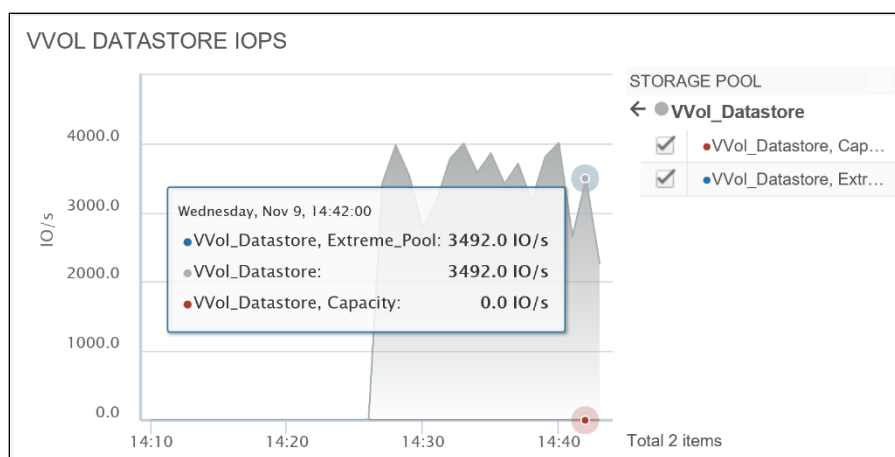 VVOL DATASTORE IOPS
STORAGE POOL
VVol_Datastore
VVol_Datastore, Cap...
VVol_Datastore, Extr...
Total 2 items
IO/s
4000.0
3000.0
2000.0
1000.0
0.0
14:10
14:20
14:30
14:40
Wednesday, Nov 9, 14:42:00
VVol_Datastore, Extreme_Pool: 3492.0 IO/s
VVol_Datastore: 3492.0 IO/s
VVol_Datastore, Capacity: 0.0 IO/s